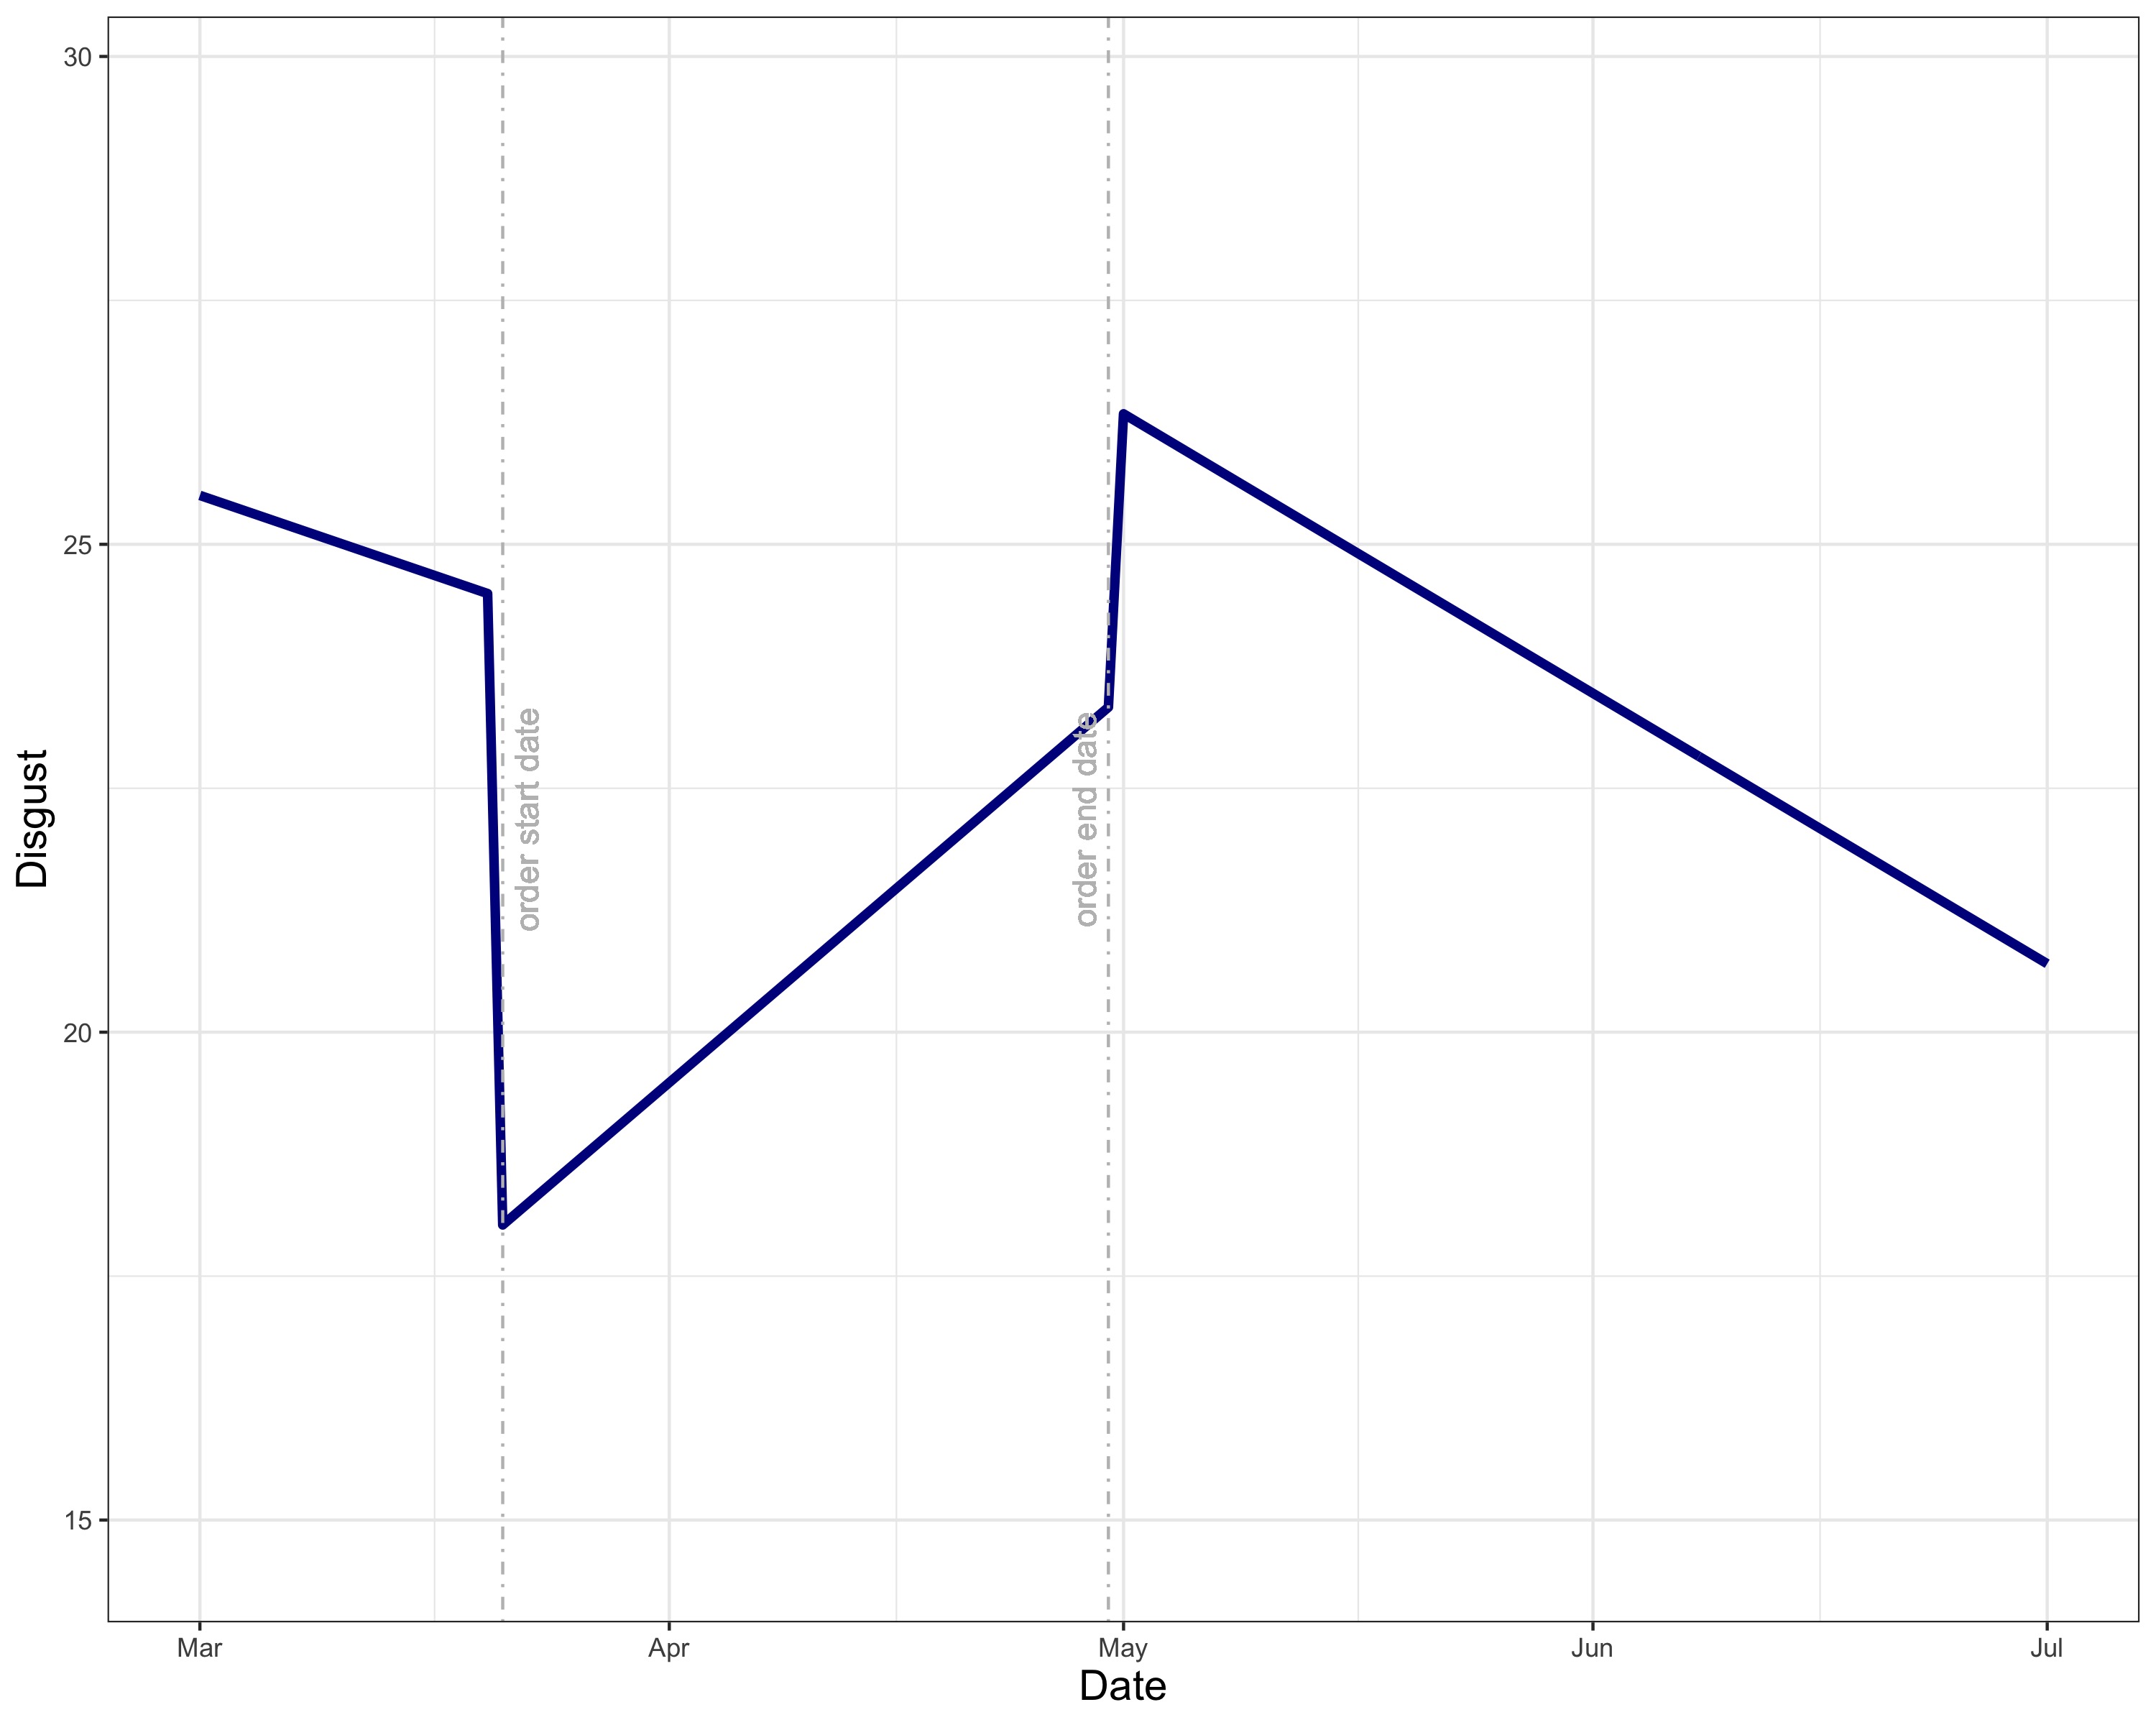 30
25
20
15
Disgust
order start date
order end date
Mar Apr May Jun Jul
Date